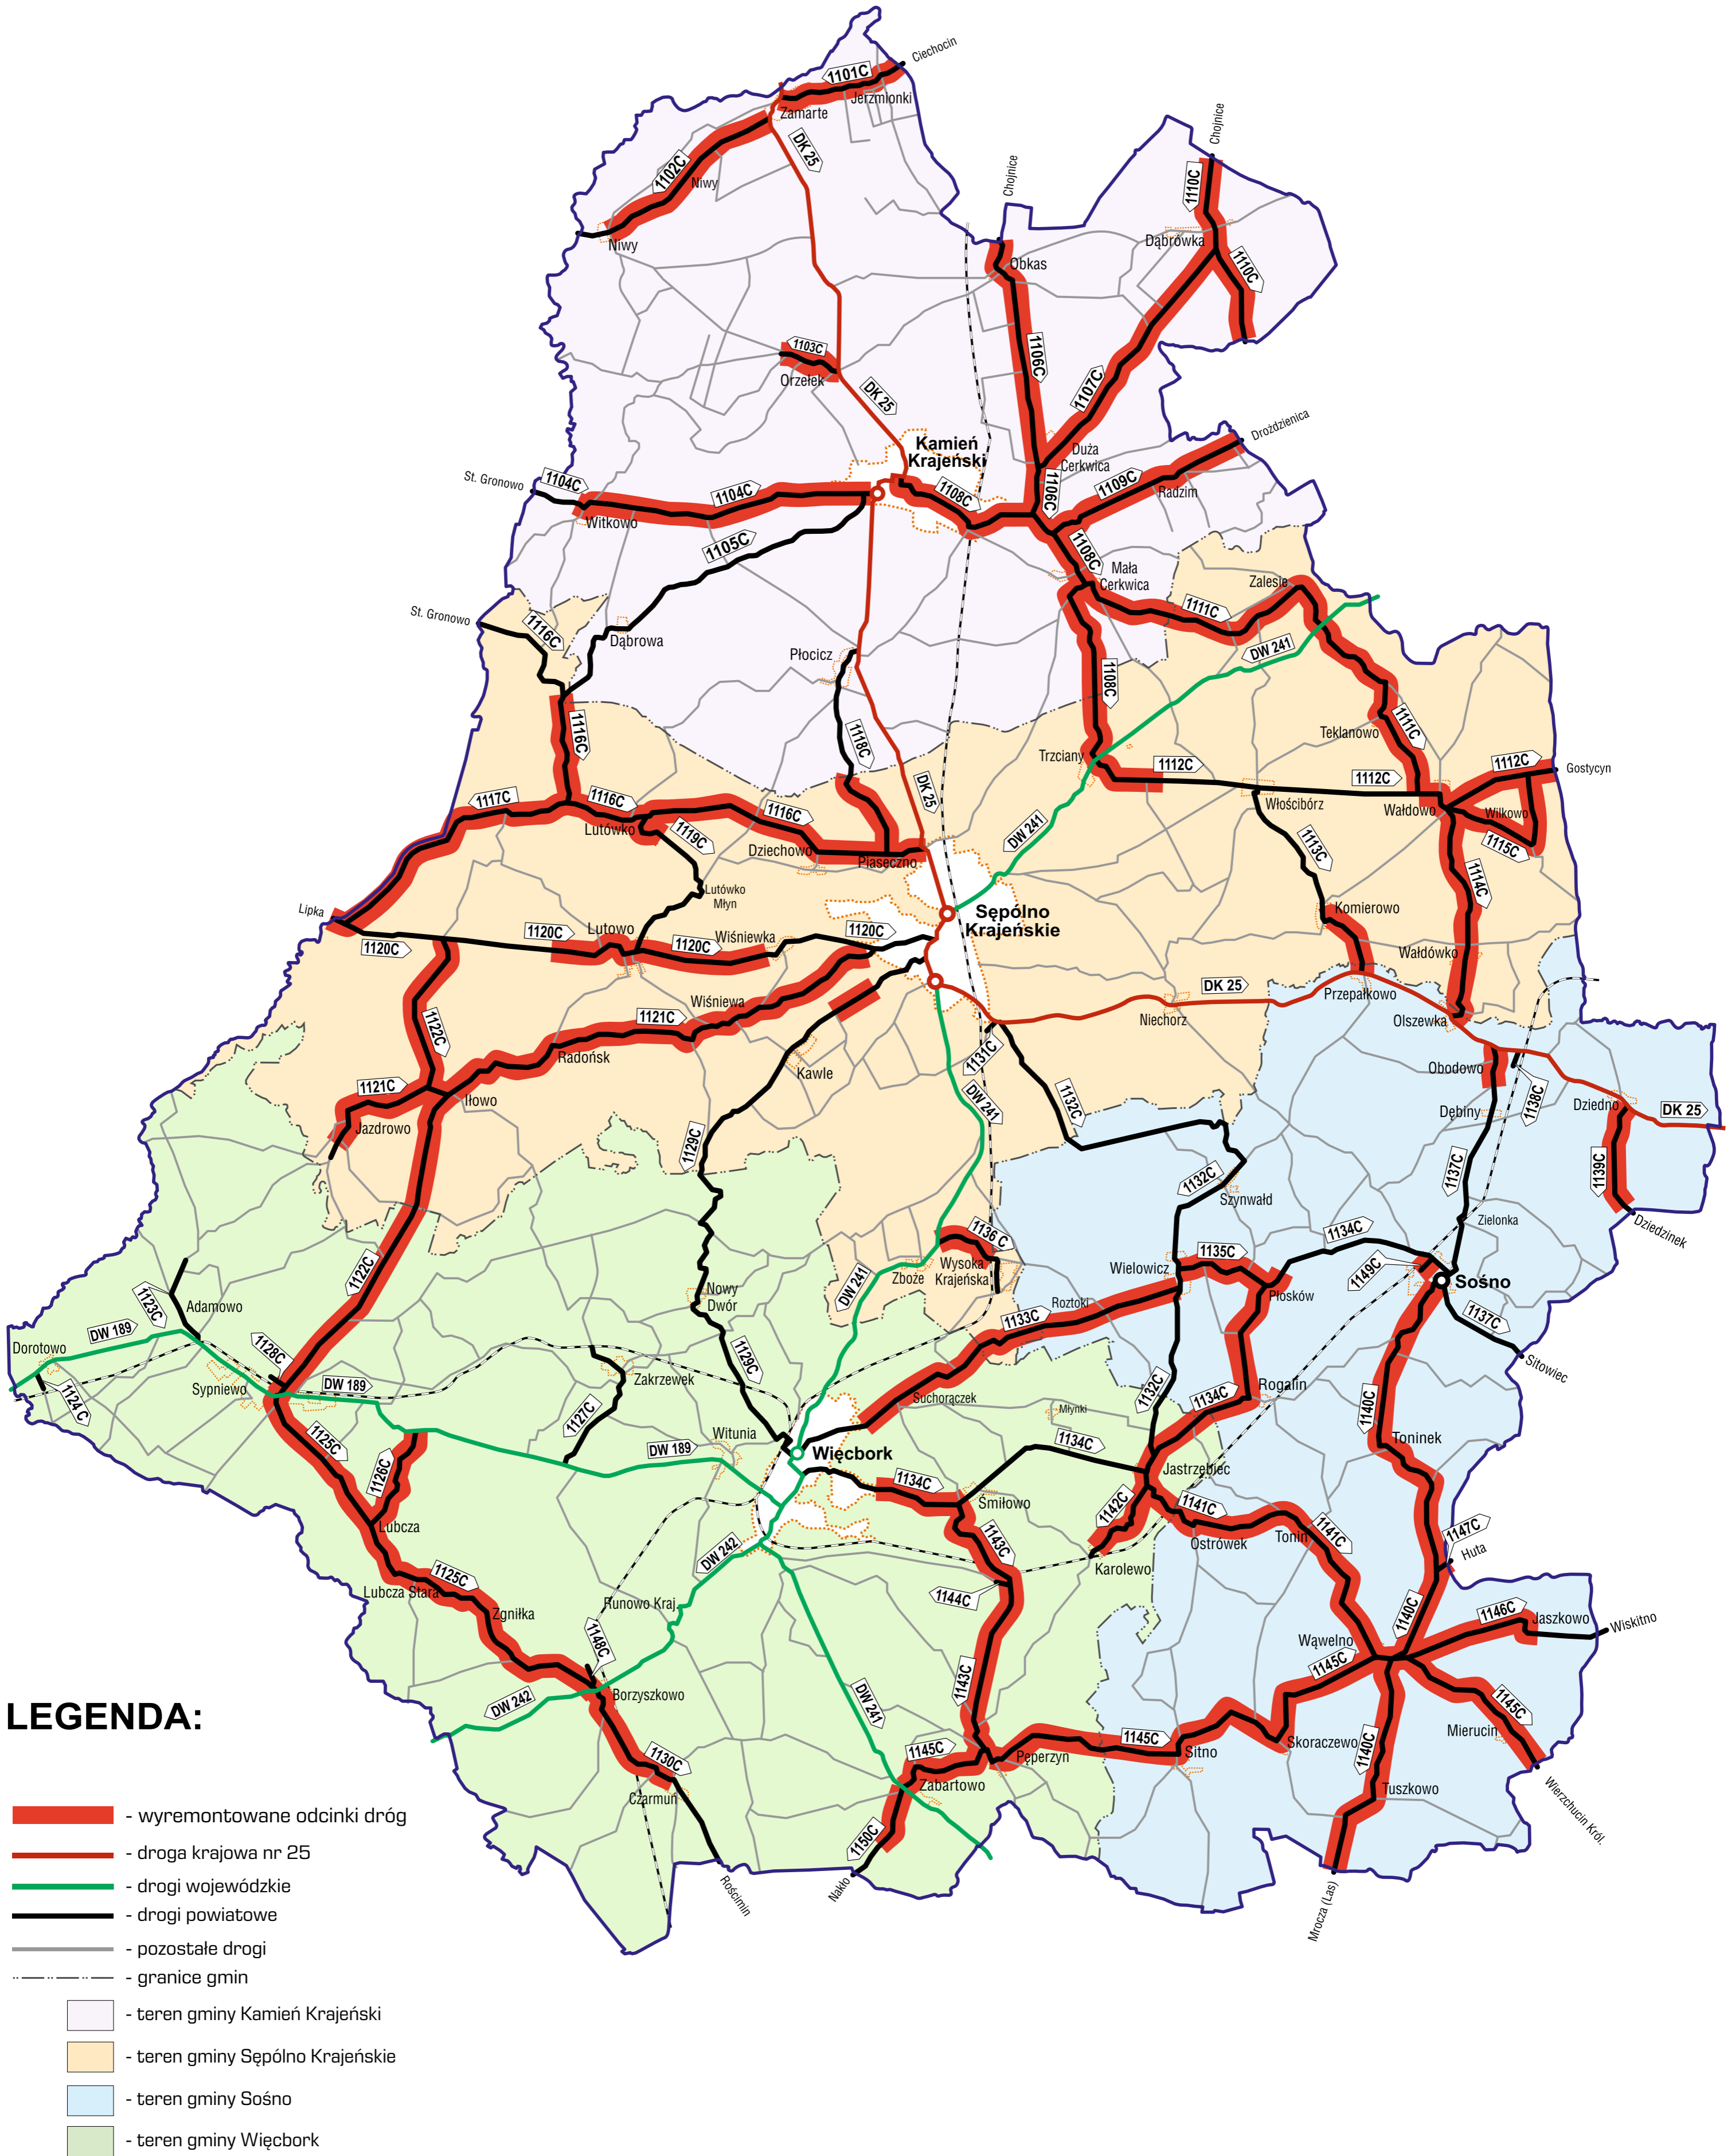 Ciechocin
1101C
Jerzmionki
Zamarte
DK 25
Chojnice
1102C
Niwy
Chojnice
1110C
Niwy
Dąbrówka
Obkas
1110C
1103C
1106C
Orzełek
1107C
DK 25
Drożdzienica
Kamień
Krajeński
Duża
Cerkwica
St. Gronowo
1104C
1104C
1108C
1106C
1109C
Radzim
Witkowo
1105C
1108C
Mała
Cerkwica
Zalesie
St. Gronowo
1116C
1111C
Dąbrowa
Płocicz
DW 241
1108C
1116C
1118C
Teklanowo
1111C
Trzciany
1112C
1112C
1112C
Gostycyn
DK 25
1117C
1116C
1116C
Włościbórz
Wałdowo
Wilkowo
Lutówko
1119C
Dziechowo
Piaseczno
DW 241
1113C
1115C
1114C
Lutówko
Młyn
Lipka
Sępólno
Krajeńskie
Komierowo
1120C
1120C
Lutowo
1120C
Wiśniewka
1120C
Wałdówko
DK 25
Przepałkowo
Wiśniewa
Niechorz
Olszewka
1122C
1121C
Radońsk
1131C
Kawle
Obodowo
1138C
1121C
Iłowo
DW 241
1132C
Dębiny
Dziedno
DK 25
Jazdrowo
1129C
1137C
1139C
1132C
Szynwałd
Zielonka
Dziedzinek
1136 C
1134C
1122C
Wysoka
Krajeńska
Zboże
Wielowicz
1135C
1149C
Sośno
1123C
Adamowo
Nowy
Dwór
DW 241
Roztoki
Płosków
1133C
1137C
DW 189
Dorotowo
1128C
1129C
Sitowiec
1124 C
Sypniewo
DW 189
Zakrzewek
1132C
Rogalin
Suchorączek
1134C
1127C
Młynki
1140C
1125C
Witunia
DW 189
Więcbork
1134C
Toninek
1126C
1134C
Jastrzębiec
Śmiłowo
1142C
1141C
Lubcza
1143C
Ostrówek
Tonin
1141C
1147C
Huta
DW 242
Karolewo
1125C
Lubcza Stara
1144C
Runowo Kraj.
Zgniłka
1140C
1146C
Jaszkowo
Wiskitno
1148C
Wąwelno
1145C
1143C
Borzyszkowo
DW 242
DW 241
1145C
Mierucin
1145C
Skoraczewo
1140C
1130C
1145C
Pęperzyn
Sitno
Zabartowo
Tuszkowo
Czarmuń
Wierzchucin Król.
1150C
Nakło
Rościmin
Mrocza (Las)
LEGENDA:
- wyremontowane odcinki dróg
- droga krajowa nr 25
- drogi wojewódzkie
- drogi powiatowe
- pozostałe drogi
- granice gmin
- teren gminy Kamień Krajeński
- teren gminy Sępólno Krajeńskie
- teren gminy Sośno
- teren gminy Więcbork